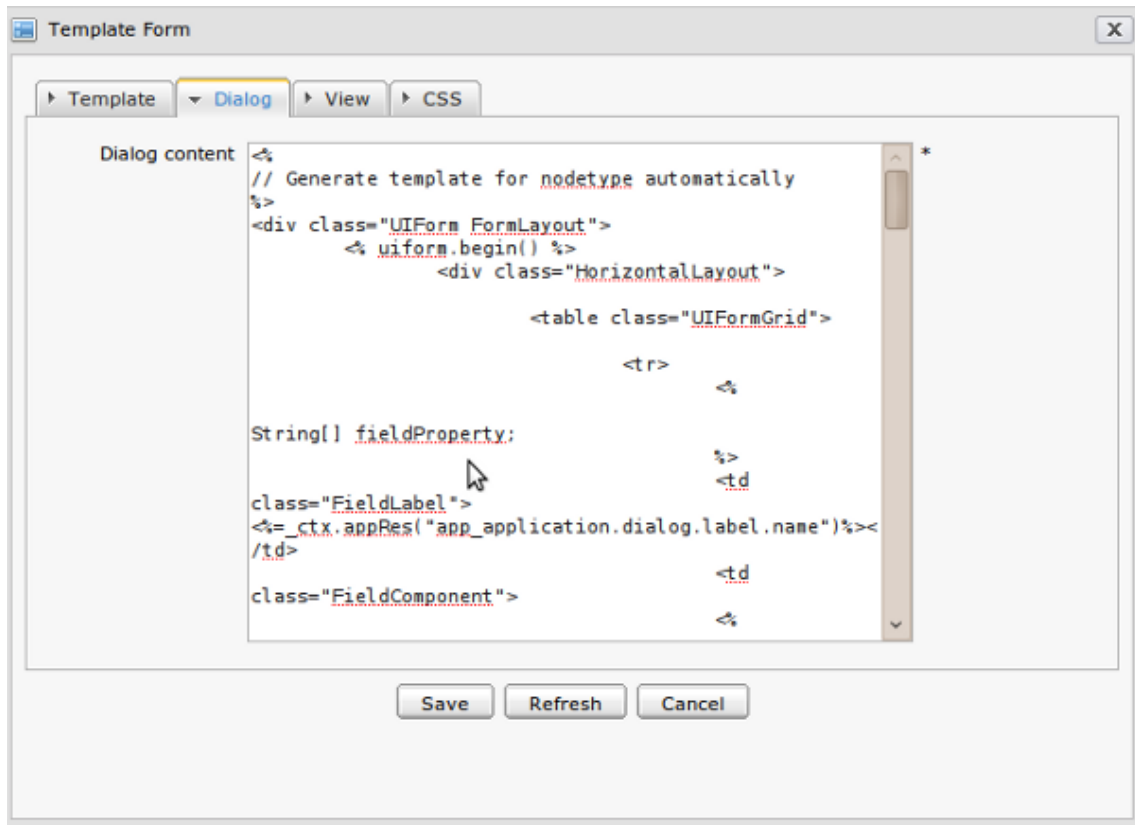 Template Form
X
Template Dialog View CSS
Dialog content
*
<%
// Generate template for nodetype automatically
%>
<div class="UIForm FormLayout">
<% uiform.begin() %>
<div class="HorizontalLayout">
<table class="UIFormGrid">
<tr>
<%
String[] fieldProperty;
%>
<td
class="FieldLabel">
<%=_ctx.appRes("app_application.dialog.label.name")%><
/td>
<td
class="FieldComponent">
<%
Save Refresh Cancel